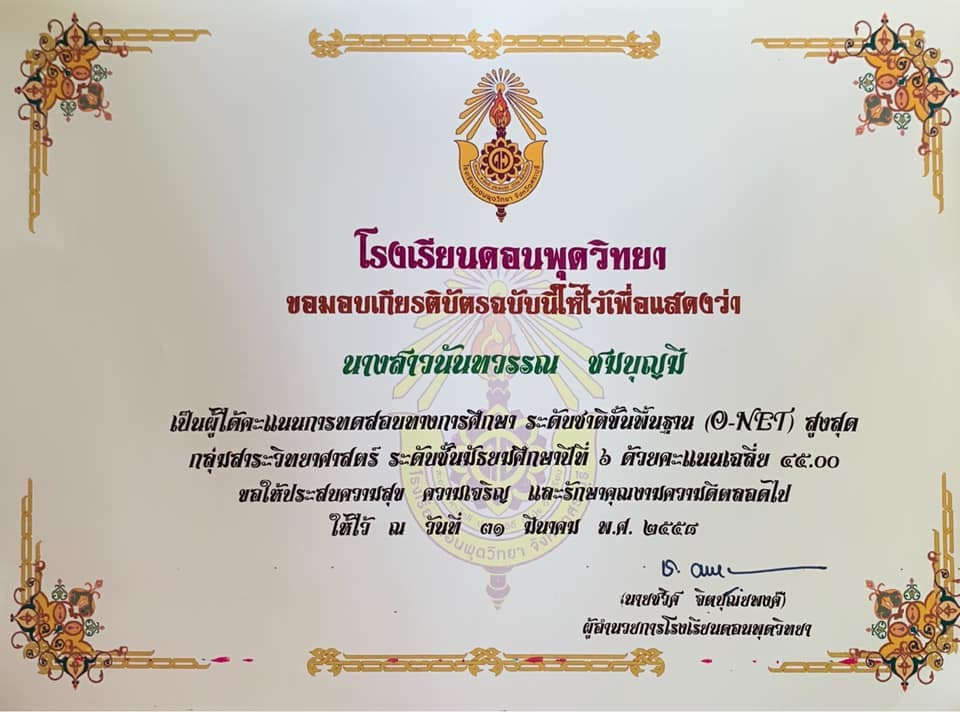 โรงเรียนดอนพุดวิทยา จังหวัดสระบุรี
โรงเรียนดอนพุดวิทยา
ขอมอบเกียรติบัตรฉบับนี้ให้ไว้เพื่อแสดงว่า
นางสาวนันทวรรณ ชมบุญมี
เป็นผู้ได้คะแนนการทดสอบทางการศึกษา ระดับชาติขั้นพื้นฐาน (O-NET) สูงสุด
กลุ่มสาระวิทยาศาสตร์ ระดับชั้นมัธยมศึกษาปีที่ ๖ ด้วยคะแนนเฉลี่ย ๔๕.๐๐
ขอให้ประสบความสุข ความเจริญ และรักษาคุณงามความดีตลอดไป
ให้ไว้ ณ วันที่ ๓๑ มีนาคม พ.ศ. ๒๕๕๘
(นาย จิตปุณยพงศ์)
ผู้อำนวยการโรงเรียนดอนพุดวิทยา